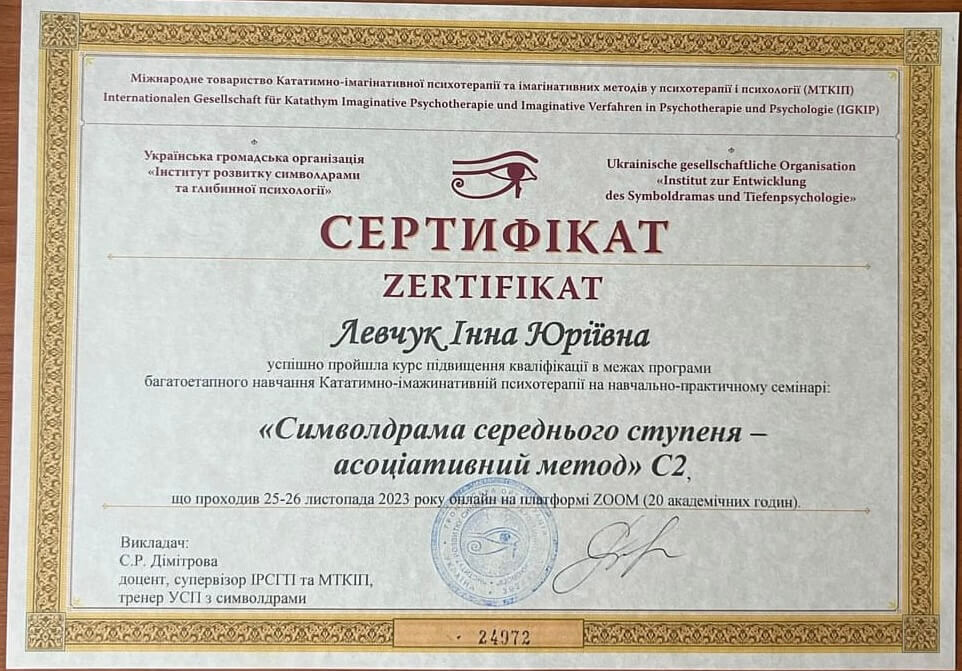 Міжнародне товариство Кататимно-імагінативної психотерапії та імагінативних методів у психотерапії і психології (МТКІП)
Internationalen Gesellschaft für Katathym Imaginative Psychotherapie und Imaginative Verfahren in Psychotherapie und Psychologie (IGKIP)
Українська громадська організація
«Інститут розвитку символдрами
та глибинної психології»
Ukrainische gesellschaftliche Organisation
«Institut zur Entwicklung
des Symboldramas und Tiefenpsychologie»
СЕРТИФІКАТ
ZERTIFIKAT
Левчук Інна Юріївна
успішно пройшла курс підвищення кваліфікації в межах програми
багатоетапного навчання Кататимно-імажинативній психотерапії на навчально-практичному семінарі:
«Символдрама середнього ступеня –
асоціативний метод» С2,
що проходив 25-26 листопада 2023 року онлайн на платформі ZOOM (20 академічних годин).
Викладач:
С.Р. Дімітрова
доцент, супервізор ІРСГП та МТКІП,
тренер УСП з символдрами
24972